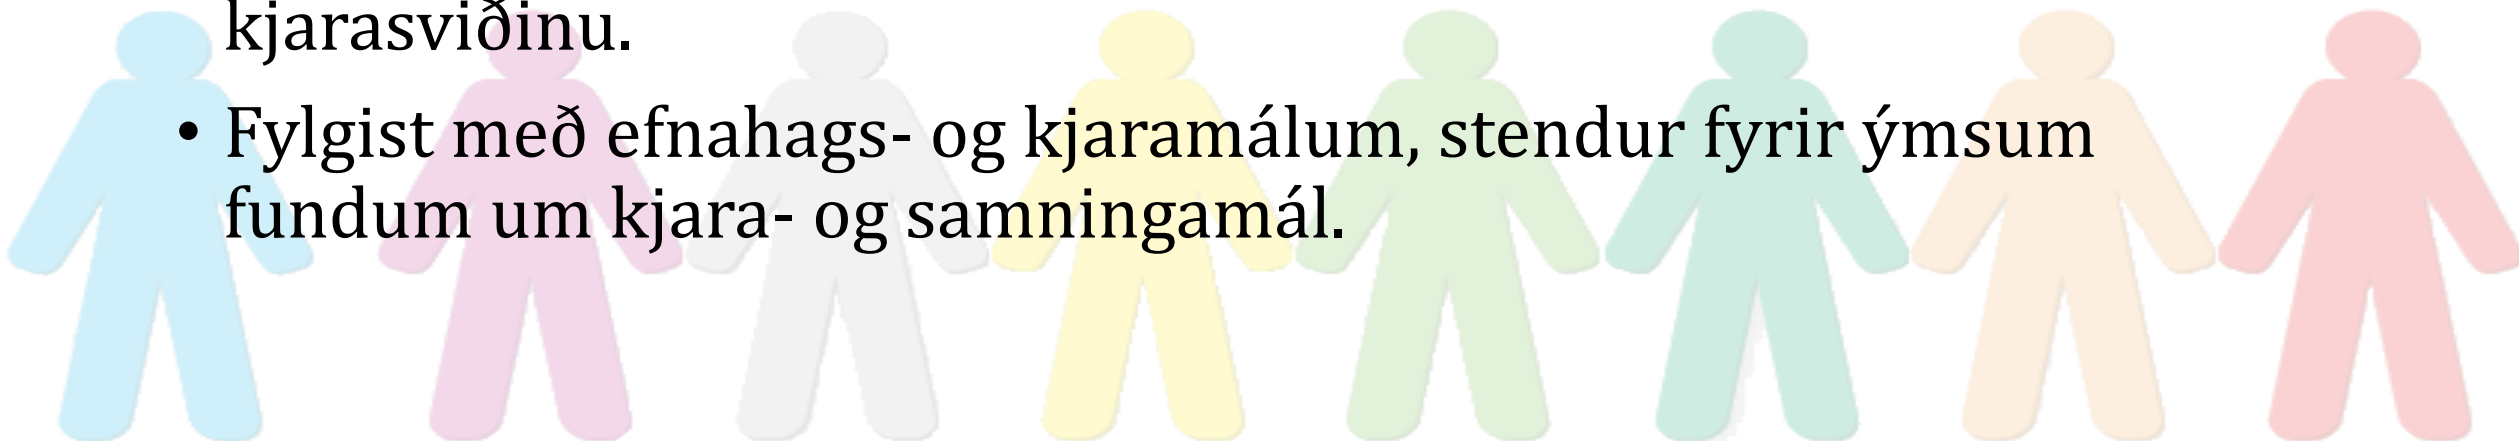 kjarasviðinu.
• Fylgist með efnahags- og kjaramálum, stendur fyrir ýmsum
fundum um kjara- og samningamál.